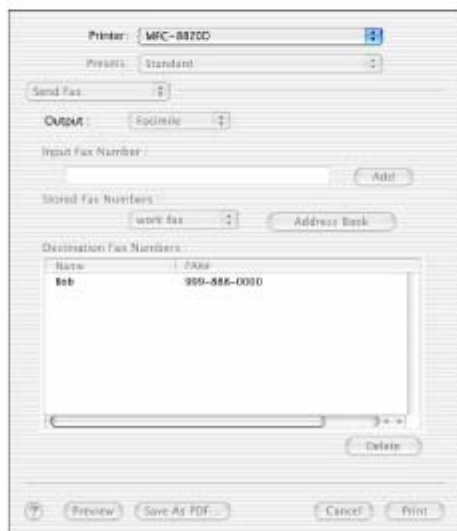 Printer: MFC-8820D
Presets: Standard
Send Fax
Output : Facimile
Input Fax Number :
Add
Stored Fax Numbers :
work fax Address Book
Destination Fax Numbers :
Name FAX#
Bob 999-888-0000
Delete
? Preview Save As PDF... Cancel Print